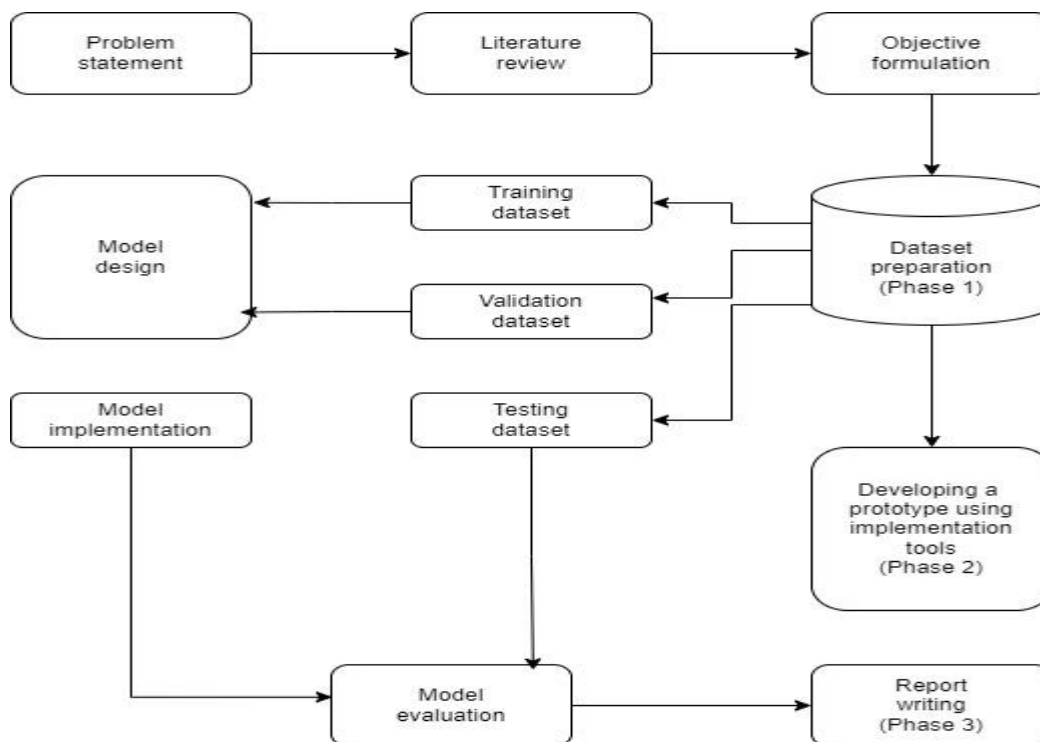 Problem
statement
Literature
review
Objective
formulation
Training
dataset
Model
design
Dataset
preparation
(Phase 1)
Validation
dataset
Model
implementation
Testing
dataset
Developing a
prototype using
implementation
tools
(Phase 2)
Model
evaluation
Report
writing
(Phase 3)